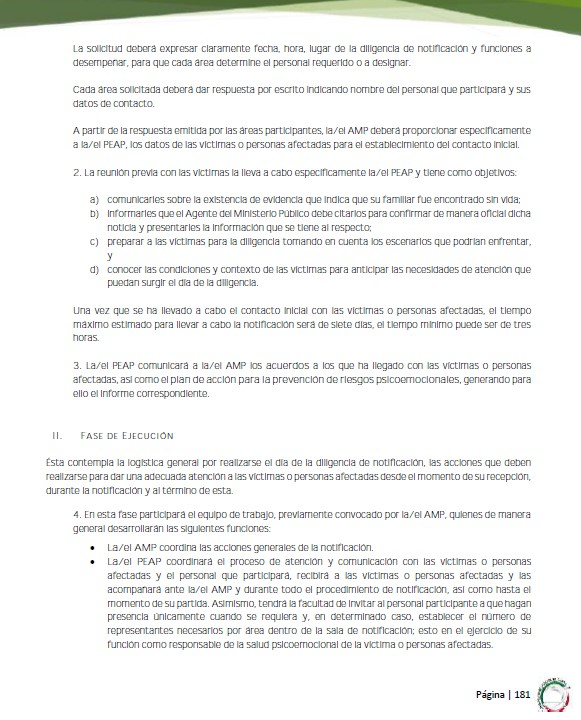 La solicitud deberá expresar claramente fecha, hora, lugar de la diligencia de notificación y funciones a
desempeñar, para que cada área determine el personal requerido o a designar.
Cada área solicitada deberá dar respuesta por escrito indicando nombre del personal que participará y sus
datos de contacto.
A partir de la respuesta emitida por las áreas participantes, la/el AMP deberá proporcionar específicamente
a la/el PEAP, los datos de las víctimas o personas afectadas para el establecimiento del contacto inicial.
2. La reunión previa con las víctimas la lleva a cabo específicamente la/el PEAP y tiene como objetivos:
a) comunicarles sobre la existencia de evidencia que indica que su familiar fue encontrado sin vida;
b) informarles que el Agente del Ministerio Público debe citarlos para confirmar de manera oficial dicha
noticia y presentarles la información que se tiene al respecto;
c) preparar a las víctimas para la diligencia tomando en cuenta los escenarios que podrían enfrentar,
y
d) conocer las condiciones y contexto de las víctimas para anticipar las necesidades de atención que
puedan surgir el día de la diligencia.
Una vez que se ha llevado a cabo el contacto inicial con las víctimas o personas afectadas, el tiempo
máximo estimado para llevar a cabo la notificación será de siete días, el tiempo mínimo puede ser de tres
horas.
3. La/el PEAP comunicará a la/el AMP los acuerdos a los que ha llegado con las víctimas o personas
afectadas, así como el plan de acción para la prevención de riesgos psicoemocionales, generando para
ello el informe correspondiente.
II. FASE DE EJECUCIÓN
Ésta contempla la logística general por realizarse el día de la diligencia de notificación, las acciones que deben
realizarse para dar una adecuada atención a las víctimas o personas afectadas desde el momento de su recepción,
durante la notificación y al término de esta.
4. En esta fase participará el equipo de trabajo, previamente convocado por la/el AMP, quienes de manera
general desarrollarán las siguientes funciones:
• La/el AMP coordina las acciones generales de la notificación.
• La/el PEAP coordinará el proceso de atención y comunicación con las víctimas o personas
afectadas y el personal que participará, recibirá a las víctimas o personas afectadas y las
acompañará ante la/el AMP y durante todo el procedimiento de notificación, así como hasta el
momento de su partida. Asimismo, tendrá la facultad de invitar al personal participante a que hagan
presencia únicamente cuando se requiera y, en determinado caso, establecer el número de
representantes necesarios por área dentro de la sala de notificación; esto en el ejercicio de su
función como responsable de la salud psicoemocional de la víctima o personas afectadas.
Página | 181